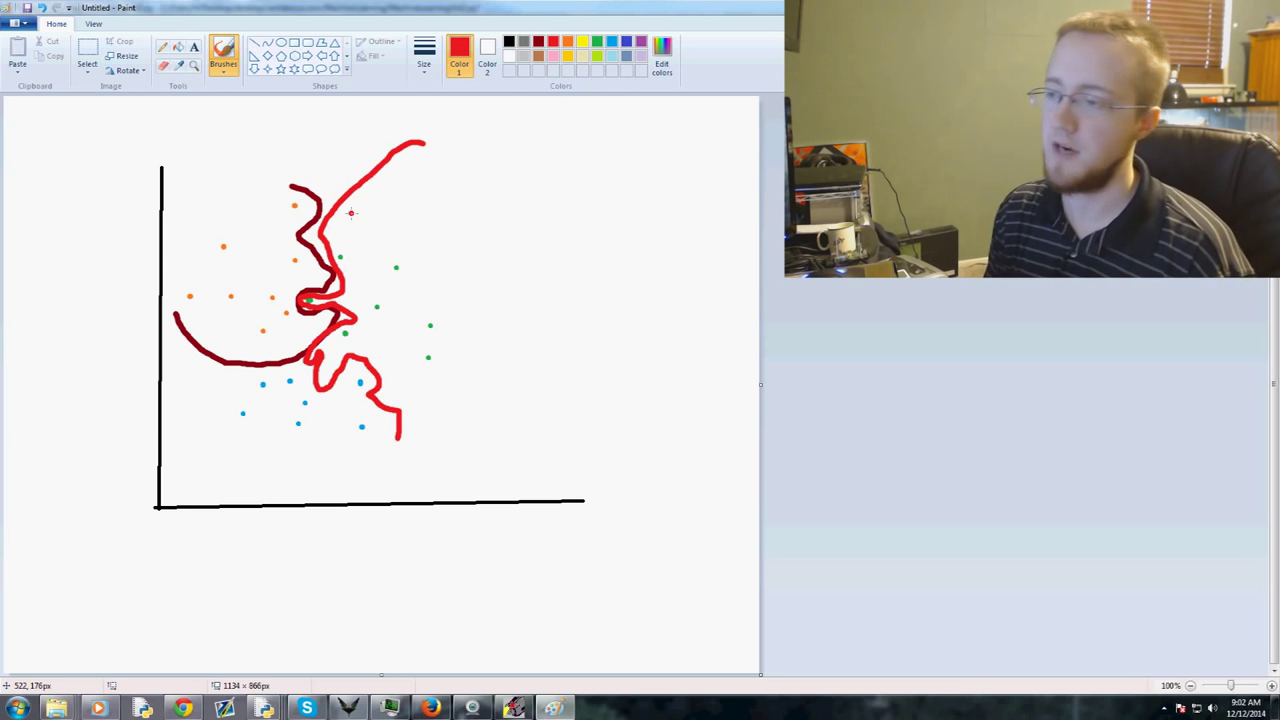 Untitled - Paint
Home View
Paste
Cut
Copy
Clipboard
Select
Crop
Resize
Rotate
Image
A
Tools
Brushes
Outline
Fill
Shapes
Size
Color 1
Color 2
Edit colors
Colors
522, 176px
1134 × 866px
100%
9:02 AM
12/12/2014